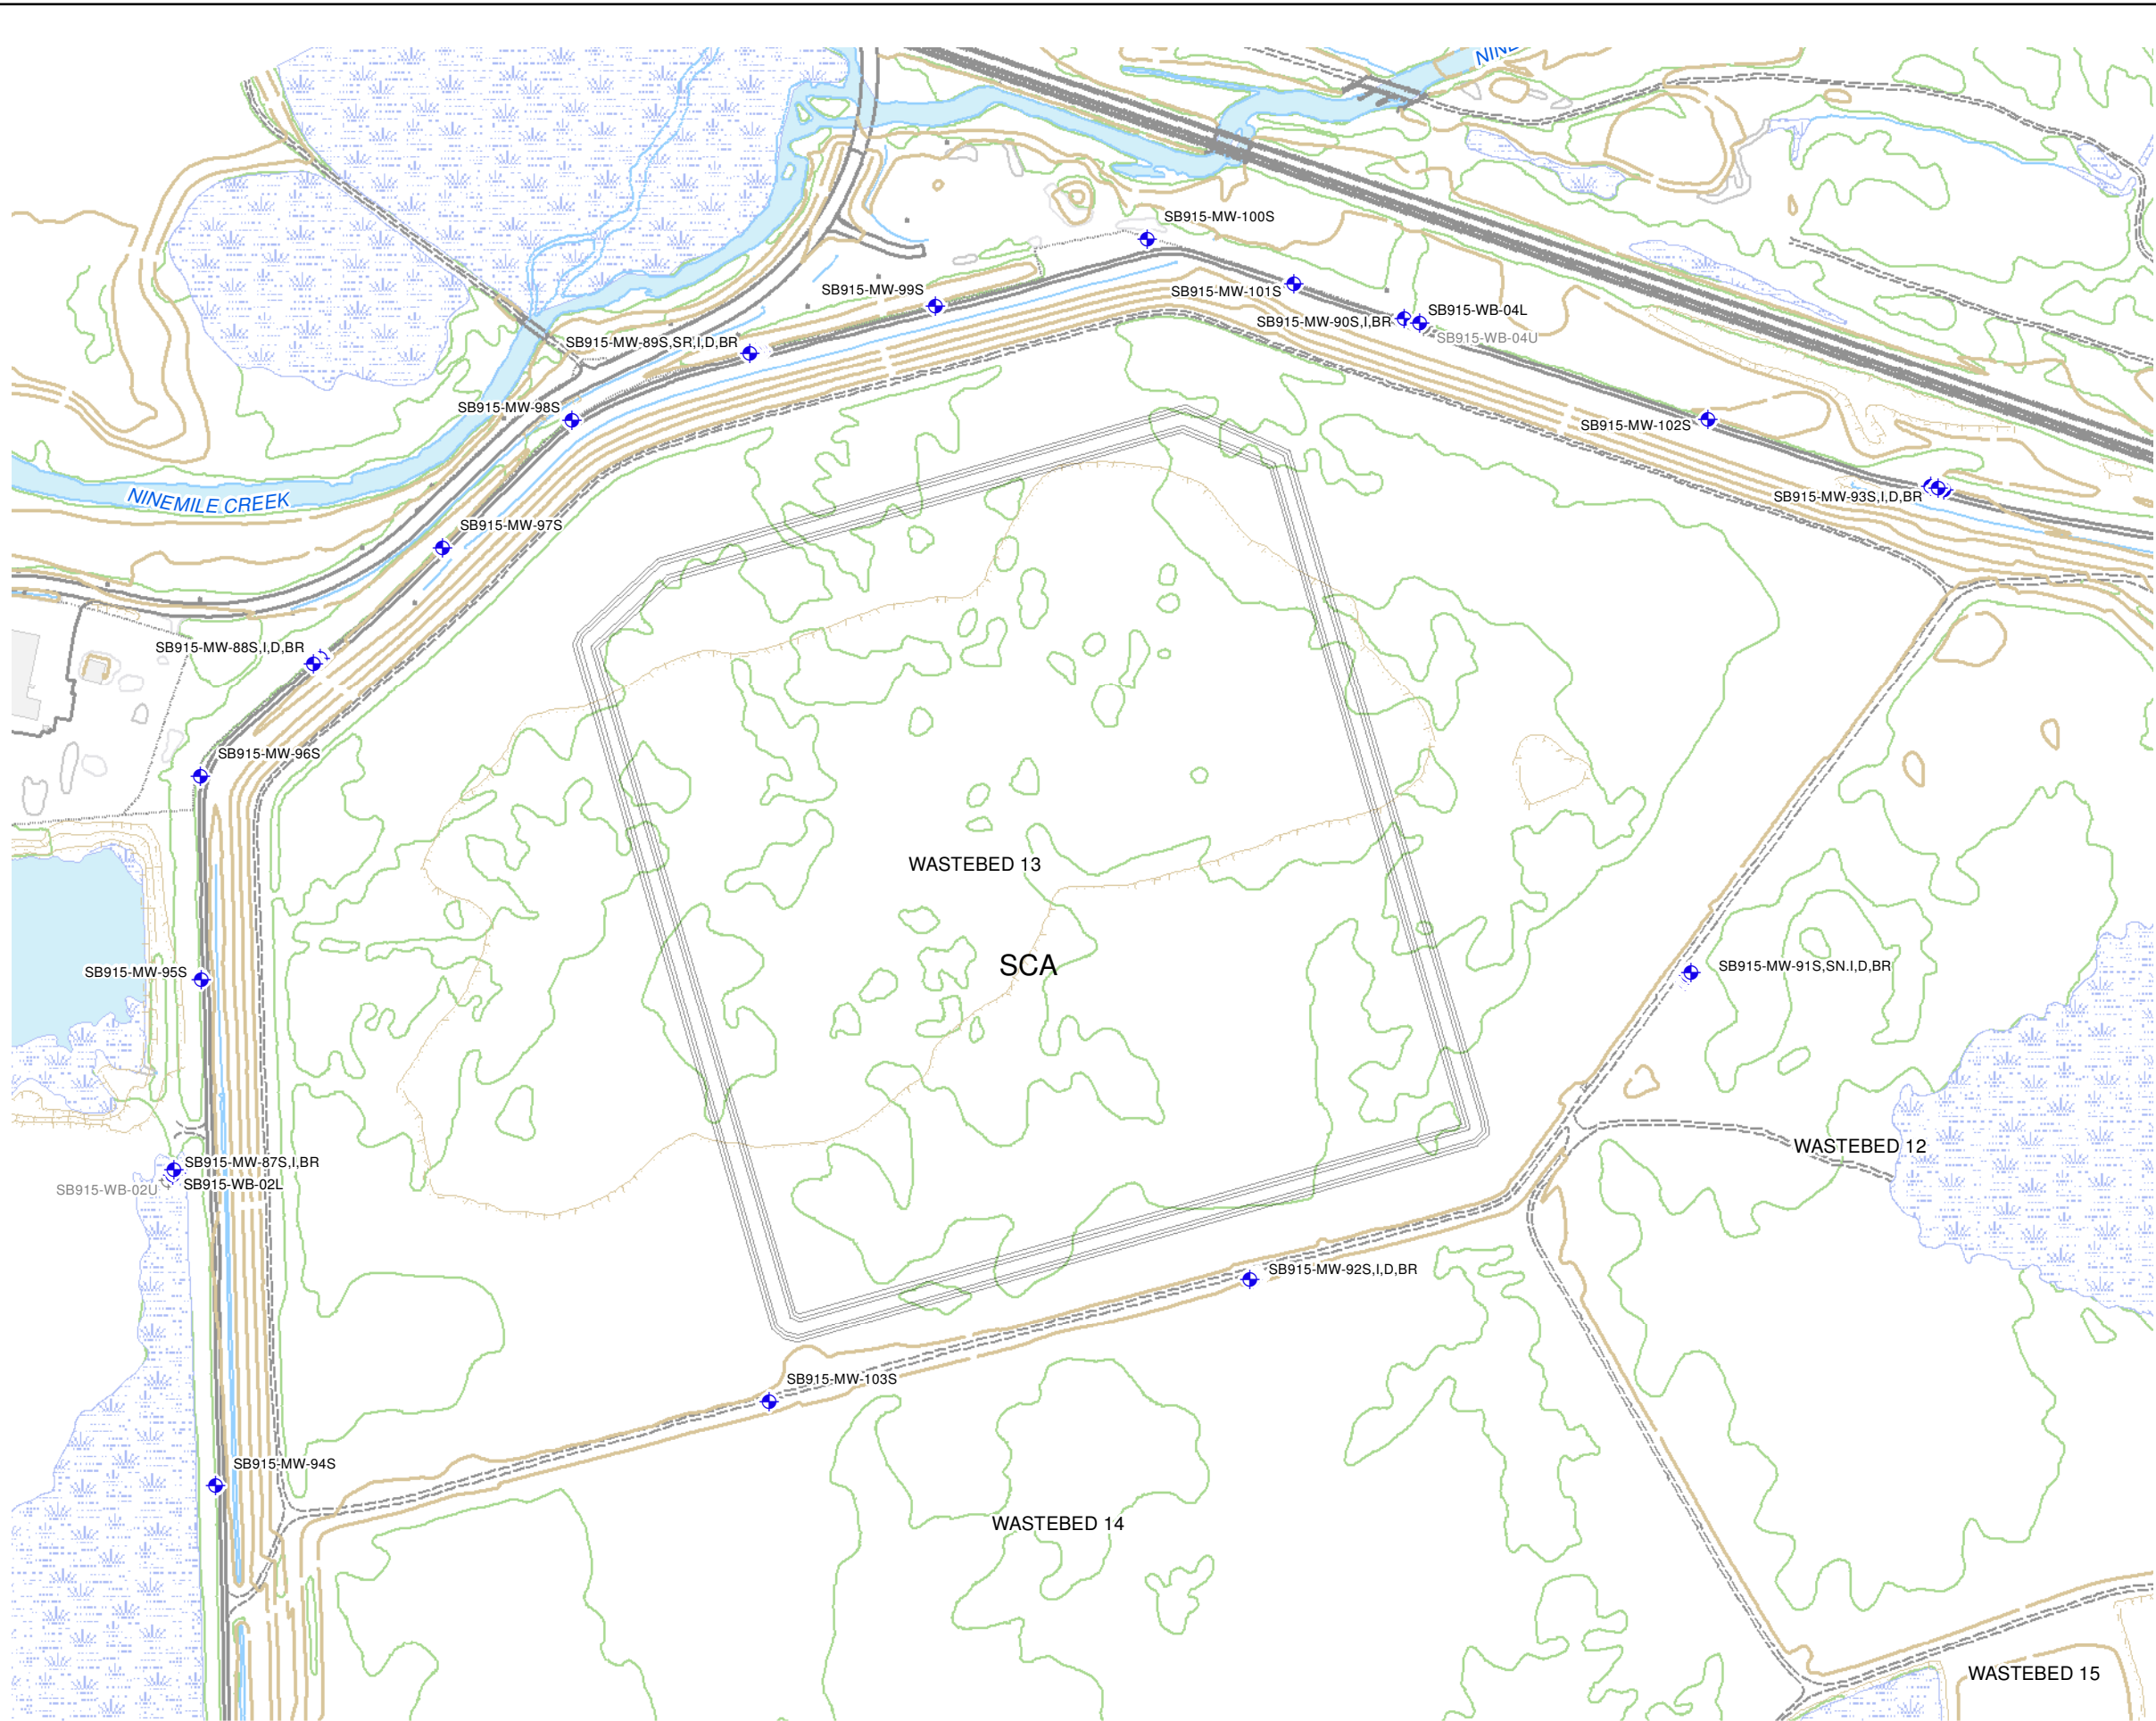 SB915-MW-100S
SB915-MW-99S
SB915-MW-101S
SB915-WB-04L
SB915-MW-90S,I,BR
SB915-WB-04U
SB915-MW-89S,SR,I,D,BR
SB915-MW-98S
SB915-MW-102S
NINEMILE CREEK
SB915-MW-93S,I,D,BR
SB915-MW-97S
SB915-MW-88S,I,D,BR
SB915-MW-96S
WASTEBED 13
SCA
SB915-MW-95S
SB915-MW-91S,SN.I,D,BR
WASTEBED 12
SB915-MW-87S,I,BR
SB915-WB-02L
SB915-WB-02U
SB915-MW-92S,I,D,BR
SB915-MW-103S
SB915-MW-94S
WASTEBED 14
WASTEBED 15